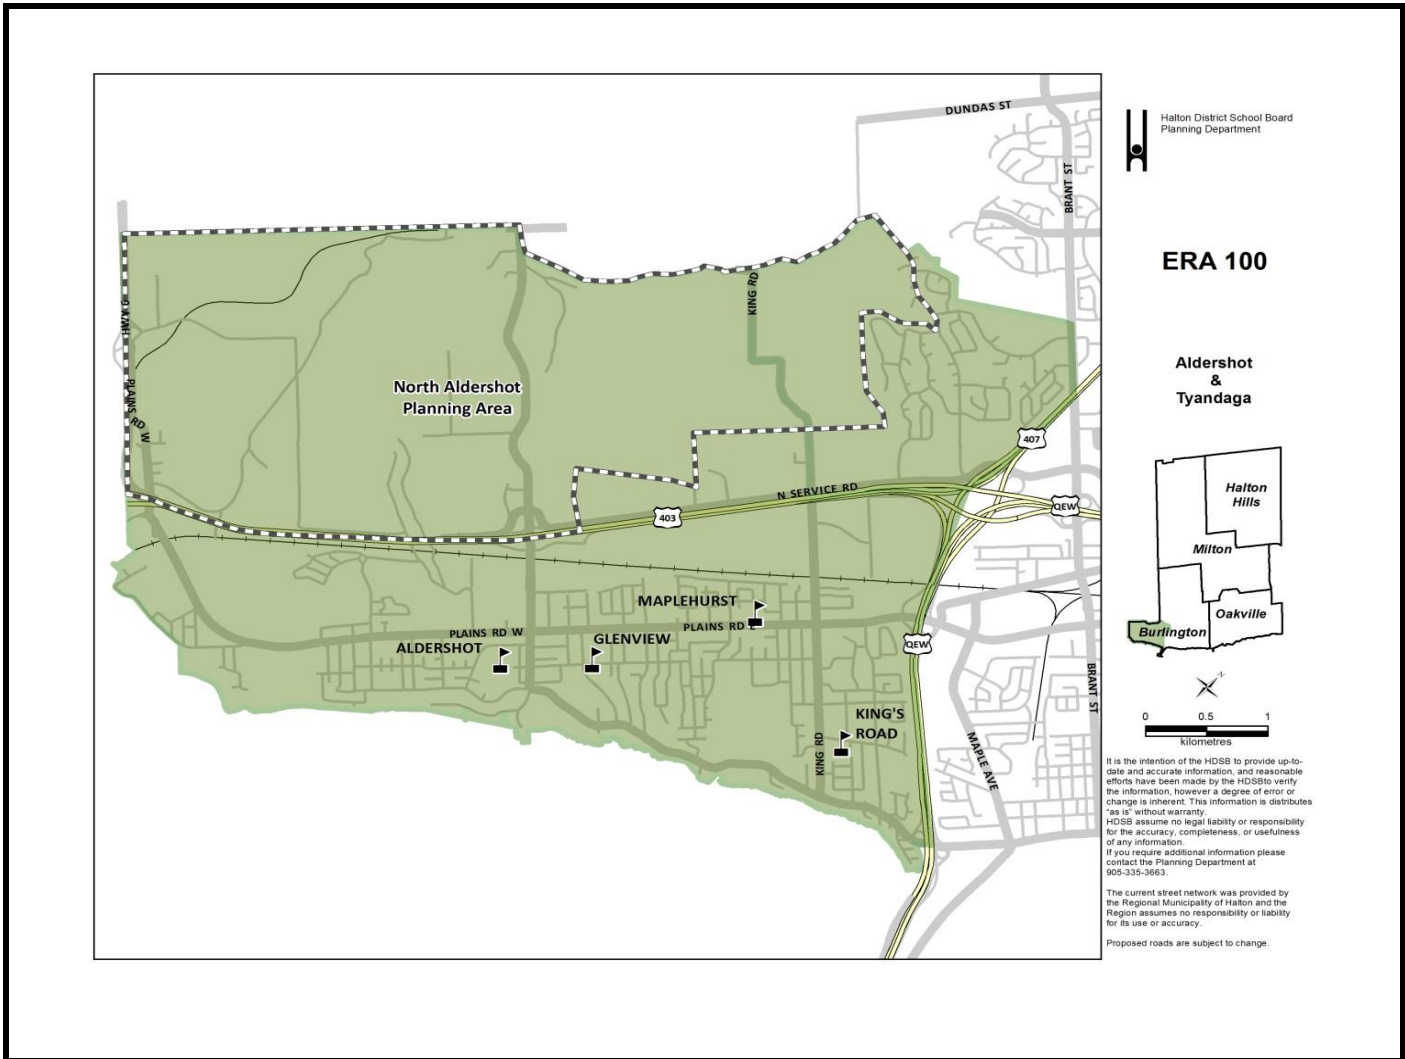 DUNDAS ST
BRANT ST
HWY 6
PLAINS RD W
KING RD
North Aldershot
Planning Area
407
N SERVICE RD
403
QEW
MAPLEHURST
PLAINS RD W
PLAINS RD E
ALDERSHOT
GLENVIEW
QEW
BRANT ST
KING'S
ROAD
KING RD
MAPLE AVE
Halton District School Board
Planning Department
ERA 100
Aldershot
&
Tyandaga
Halton
Hills
Milton
Oakville
Burlington
N
0 0.5 1
kilometres
It is the intention of the HDSB to provide up-to-
date and accurate information, and reasonable
efforts have been made by the HDSBto verify
the information, however a degree of error or
change is inherent. This information is distributes
"as is" without warranty.
HDSB assume no legal liability or responsibility
for the accuracy, completeness, or usefulness
of any information.
If you require additional information please
contact the Planning Department at
905-335-3663.
The current street network was provided by
the Regional Municipality of Halton and the
Region assumes no responsibility or liability
for its use or accuracy.
Proposed roads are subject to change.